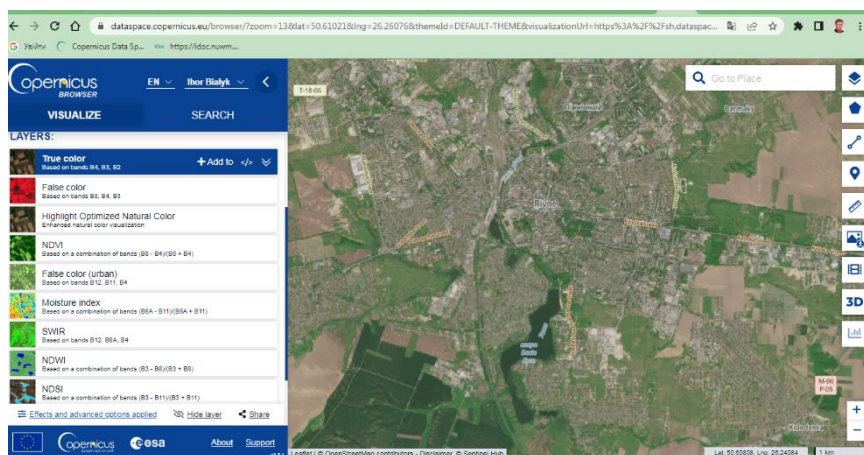 dataspace.copernicus.eu/browser/?zoom=13&lat=50.61021&lng=26.26076&themeId=DEFAULT-THEME&visualizationUrl=https%3A%2F%2Fsh.dataspac...
Увійти
Copernicus Data Sp...
https://idoc.nuwm...
Copernicus
BROWSER
EN
Ihor Bialyk
VISUALIZE
SEARCH
LAYERS:
True color
Based on bands B4, B3, B2
Add to </>
False color
Based on bands B8, B4, B3
Highlight Optimized Natural Color
Enhanced natural color visualization
NDVI
Based on a combination of bands (B8 - B4)/(B8 + B4)
False color (urban)
Based on bands B12, B11, B4
Moisture index
Based on a combination of bands (B8A - B11)/(B8A + B11)
SWIR
Based on bands B12, B8A, B4
NDWI
Based on a combination of bands (B3 - B8)/(B3 + B8)
NDSI
Based on a combination of bands (B3 - B11)/(B3 + B11)
Effects and advanced options applied
Hide layer
Share
Copernicus
esa
About
Support
Go to Place
T-18-06
Barmaky
Rivne
3D
M-06
P-05
Kolodenka
Leaflet | © OpenStreetMap contributors - Disclaimer, © Sentinel Hub
Lat: 50.60808, Lng: 26.24084
1 km